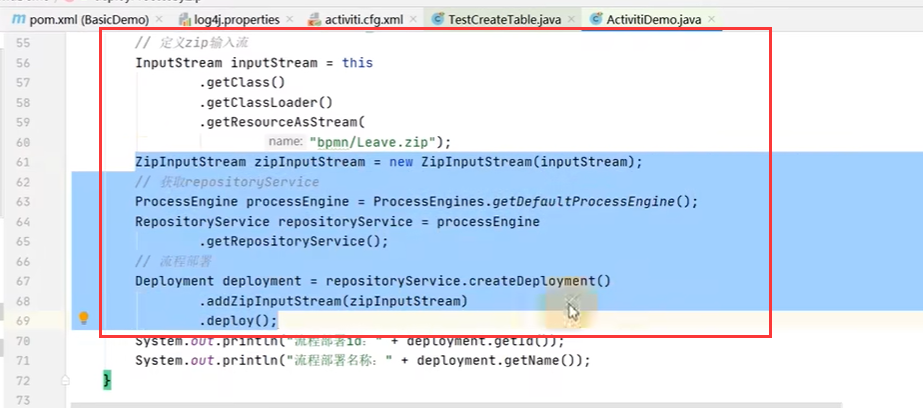 pom.xml (BasicDemo) × log4j.properties × activiti.cfg.xml × TestCreateTable.java × ActivitiDemo.java ×
55 // 定义zip输入流
56 InputStream inputStream = this
57 .getClass()
58 .getClassLoader()
59 .getResourceAsStream(
60 name: "bpmn/Leave.zip");
61 ZipInputStream zipInputStream = new ZipInputStream(inputStream);
62 // 获取repositoryService
63 ProcessEngine processEngine = ProcessEngines.getDefaultProcessEngine();
64 RepositoryService repositoryService = processEngine
65 .getRepositoryService();
66 // 流程部署
67 Deployment deployment = repositoryService.createDeployment()
68 .addZipInputStream(zipInputStream)
69 .deploy();
70 System.out.println("流程部署id：" + deployment.getId());
71 System.out.println("流程部署名称：" + deployment.getName());
72 }
73